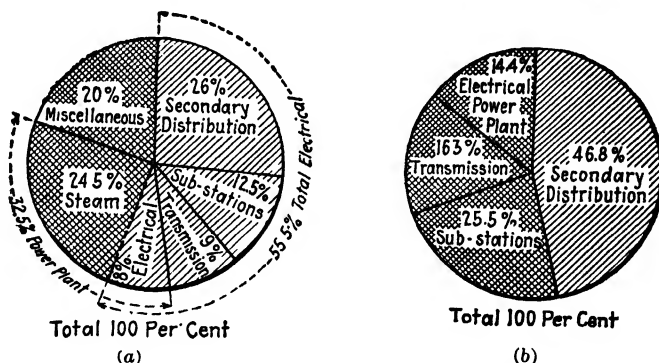 20%
Miscellaneous
26%
Secondary
Distribution
12.5%
Sub-stations
9%
Transmission
8%
Electrical
24.5%
Steam
32.5% Power Plant
55.5% Total Electrical
Total 100 Per Cent
(a)
14.4%
Electrical
Power
Plant
46.8%
Secondary
Distribution
163%
Transmission
25.5%
Sub-stations
Total 100 Per Cent
(b)